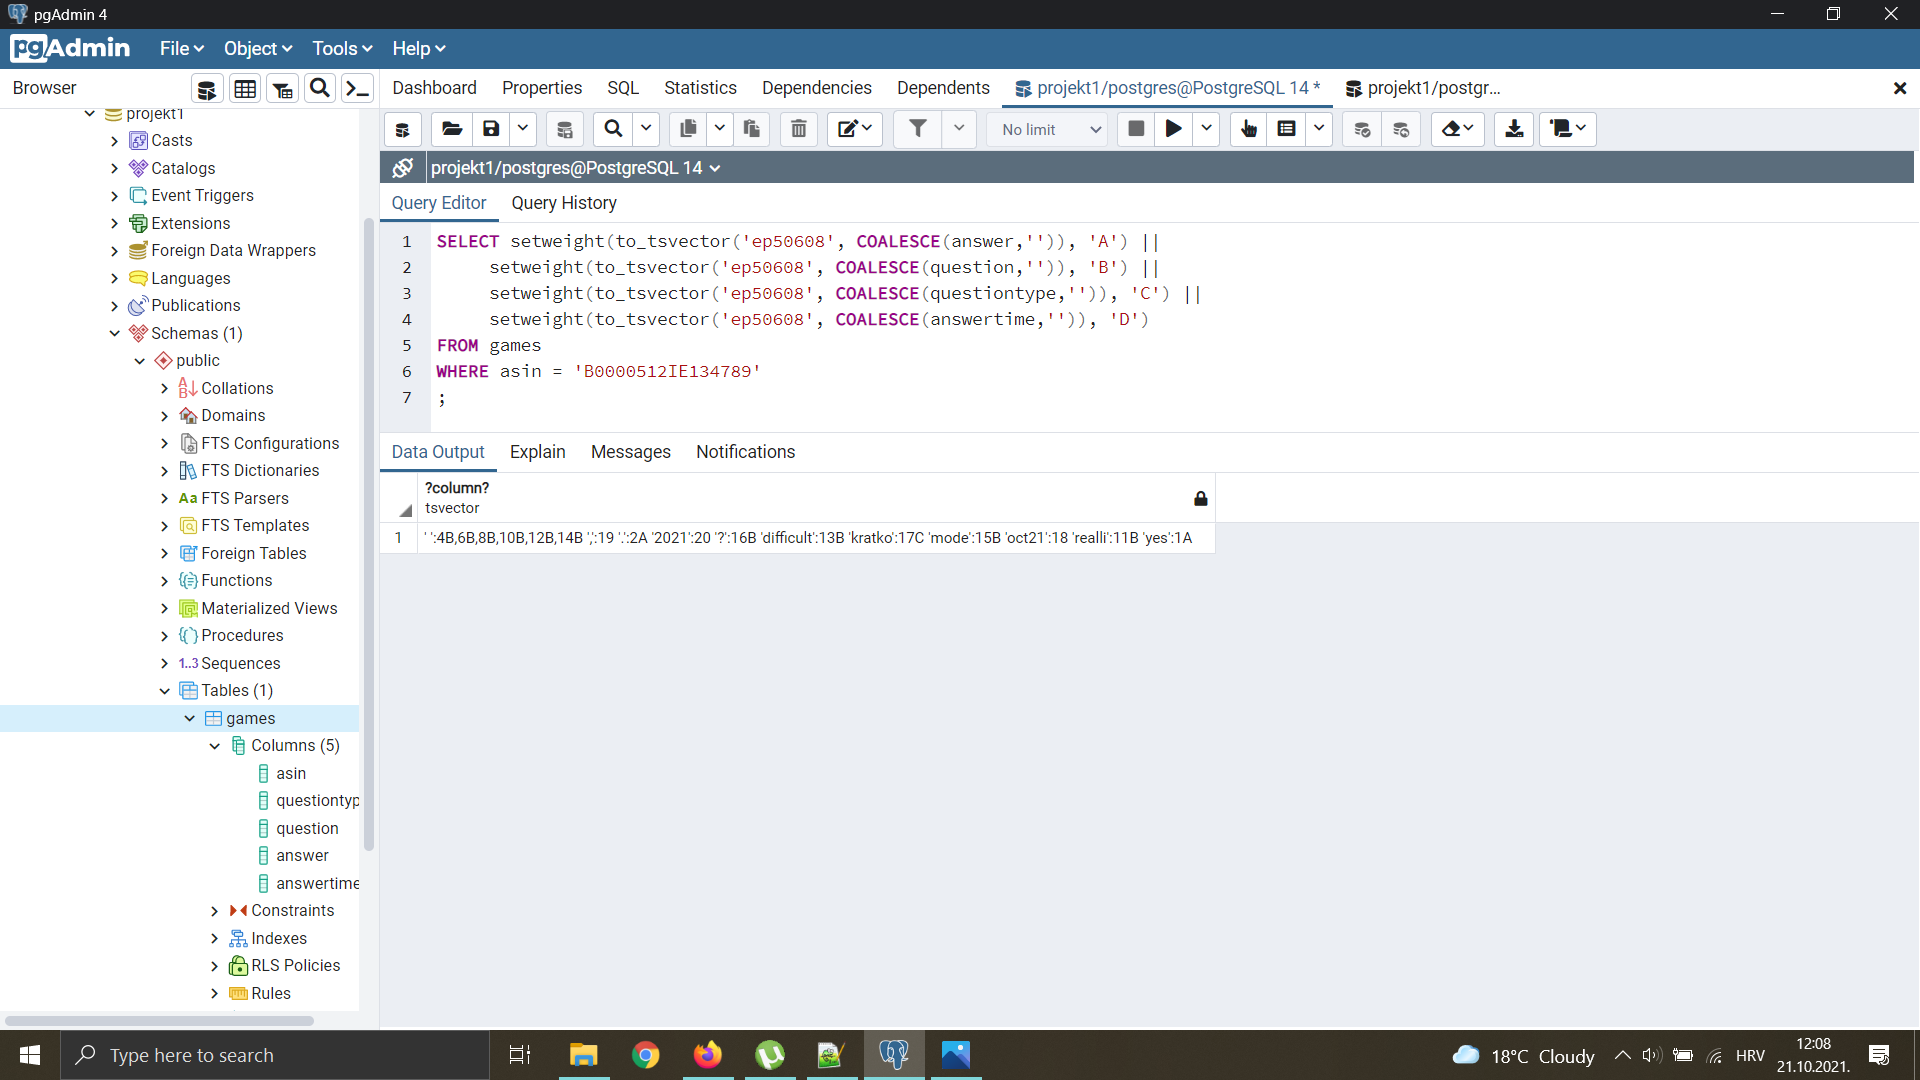 pgAdmin 4
pgAdmin File Object Tools Help
Browser
Dashboard Properties SQL Statistics Dependencies Dependents projekt1/postgres@PostgreSQL 14 * projekt1/postgr...
No limit
projekt1/postgres@PostgreSQL 14
Query Editor Query History
projekt1
Casts
Catalogs
Event Triggers
Extensions
Foreign Data Wrappers
Languages
Publications
Schemas (1)
public
Collations
Domains
FTS Configurations
FTS Dictionaries
Aa FTS Parsers
FTS Templates
Foreign Tables
Functions
Materialized Views
Procedures
1..3 Sequences
Tables (1)
games
Columns (5)
asin
questiontyp
question
answer
answertime
Constraints
Indexes
RLS Policies
Rules
1 SELECT setweight(to_tsvector('ep50608', COALESCE(answer,'')), 'A') ||
2 setweight(to_tsvector('ep50608', COALESCE(question,'')), 'B') ||
3 setweight(to_tsvector('ep50608', COALESCE(questiontype,'')), 'C') ||
4 setweight(to_tsvector('ep50608', COALESCE(answertime,'')), 'D')
5 FROM games
6 WHERE asin = 'B0000512IE134789'
7 ;
Data Output Explain Messages Notifications
?column?
tsvector
1 ' ':4B,6B,8B,10B,12B,14B ',':19 '.':2A '2021':20 '?':16B 'difficult':13B 'kratko':17C 'mode':15B 'oct21':18 'realli':11B 'yes':1A
Type here to search
18°C Cloudy
HRV
12:08
21.10.2021.